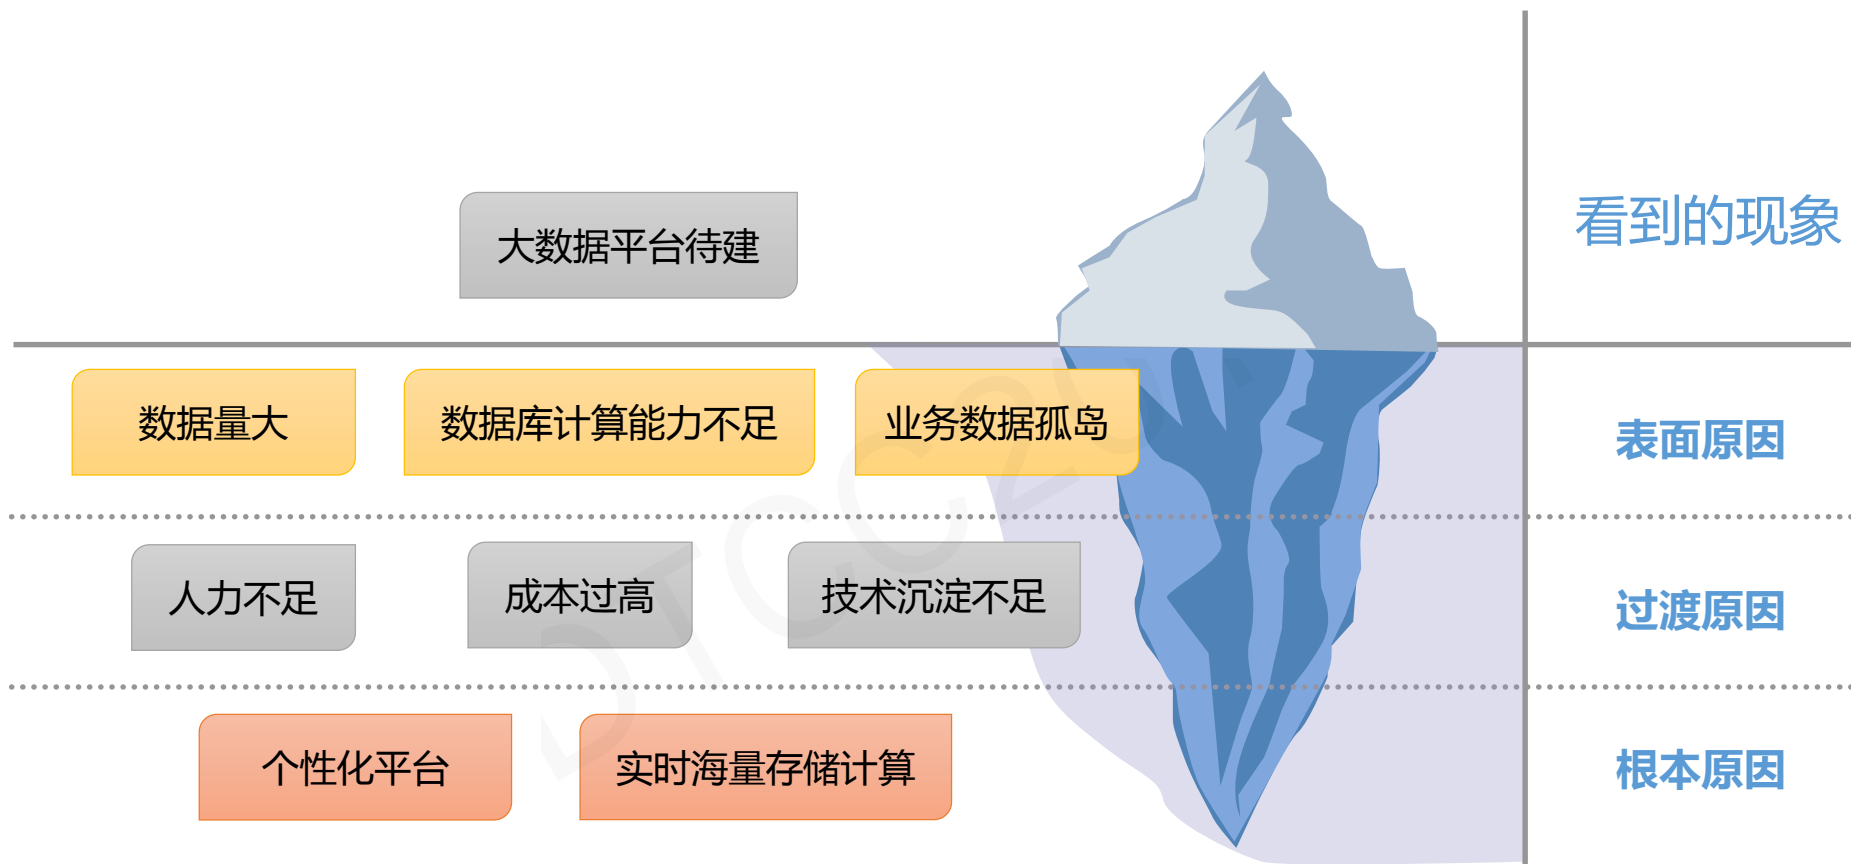 大数据平台待建
看到的现象
数据量大
数据库计算能力不足
业务数据孤岛
表面原因
人力不足
成本过高
技术沉淀不足
过渡原因
个性化平台
实时海量存储计算
根本原因